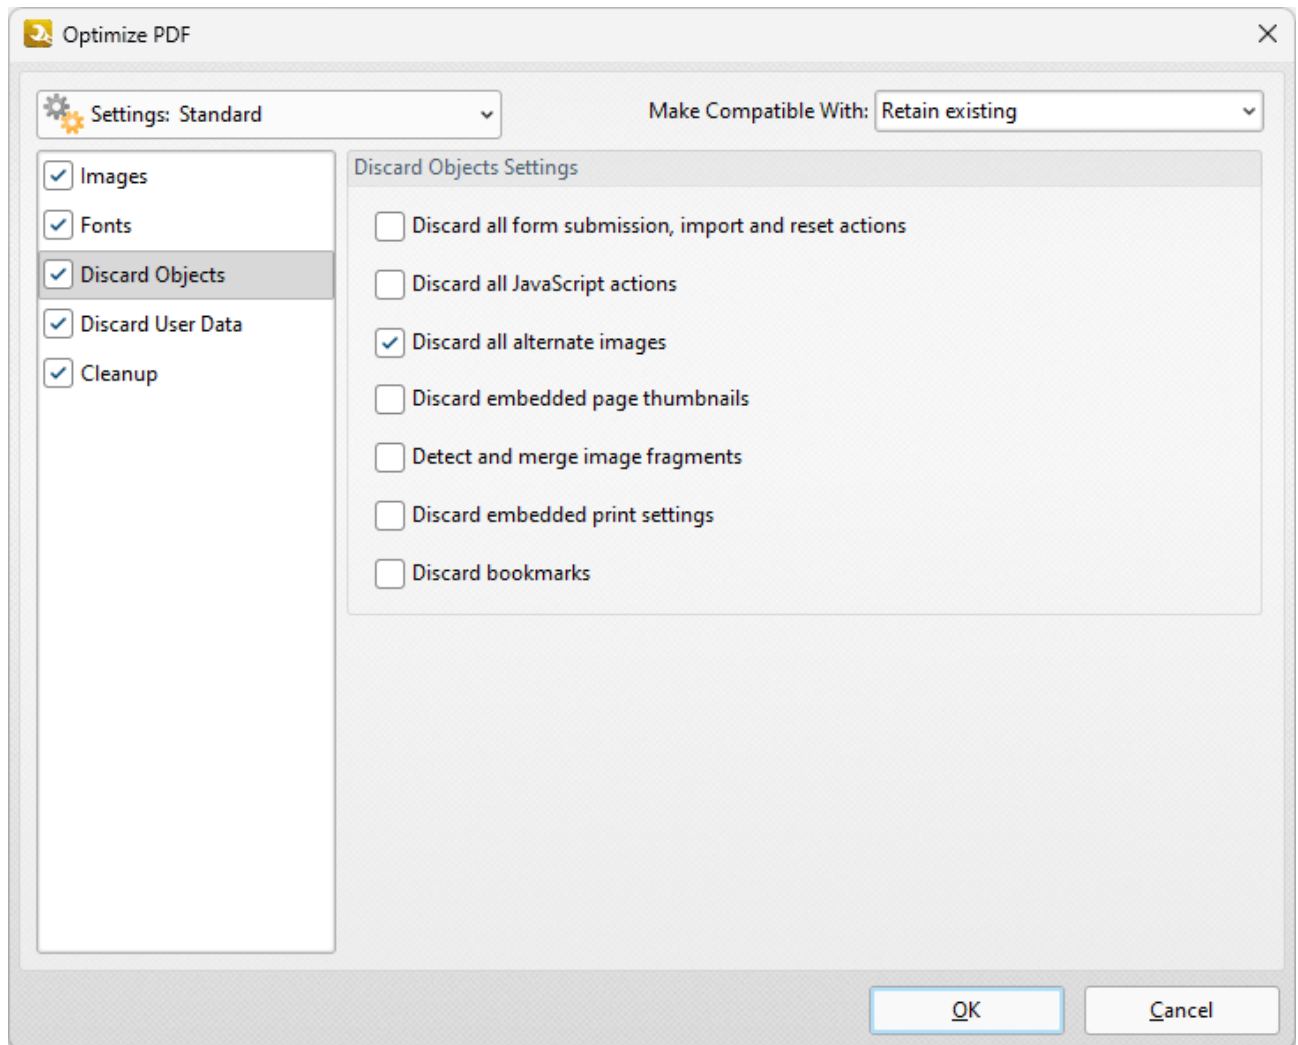 Optimize PDF
Settings: Standard
Make Compatible With: Retain existing
Images
Fonts
Discard Objects
Discard User Data
Cleanup
Discard Objects Settings
Discard all form submission, import and reset actions
Discard all JavaScript actions
Discard all alternate images
Discard embedded page thumbnails
Detect and merge image fragments
Discard embedded print settings
Discard bookmarks
OK
Cancel